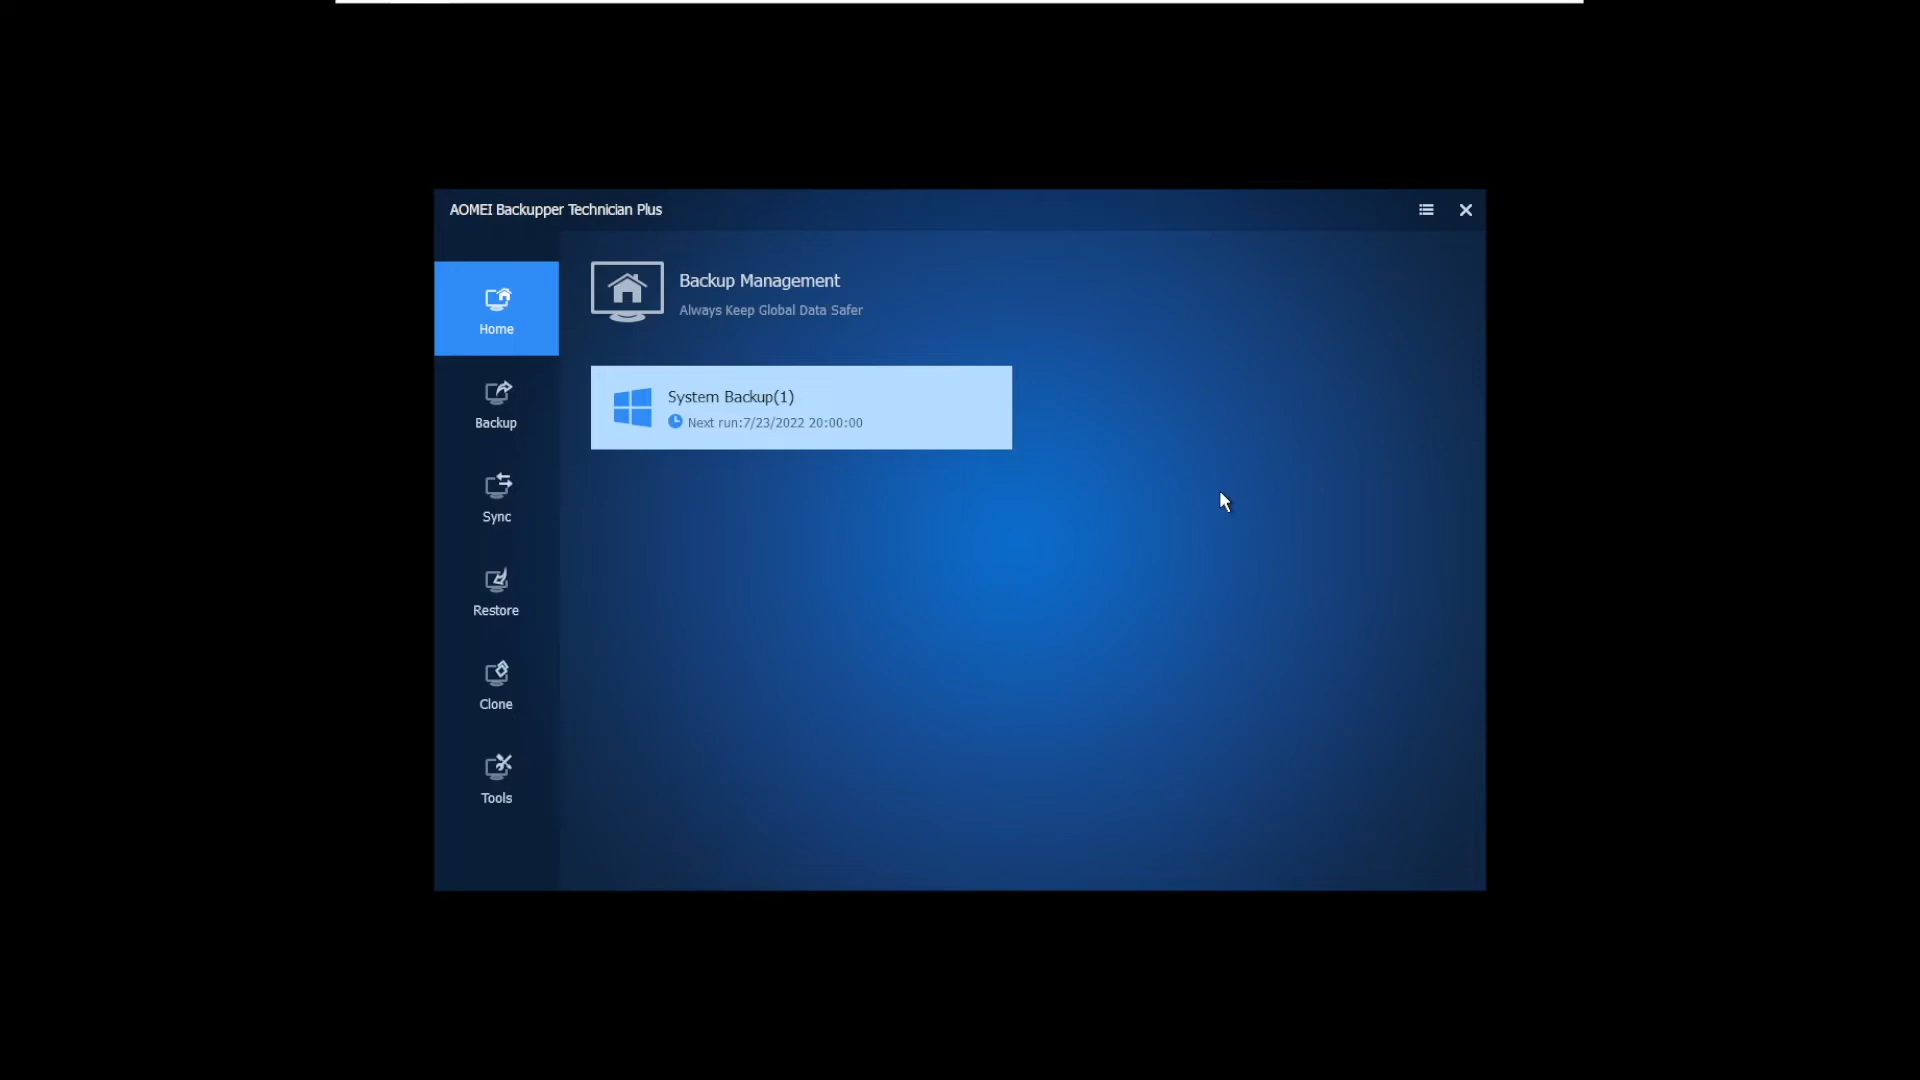 AOMEI Backupper Technician Plus
Home
Backup
Sync
Restore
Clone
Tools
Backup Management
Always Keep Global Data Safer
System Backup(1)
Next run:7/23/2022 20:00:00